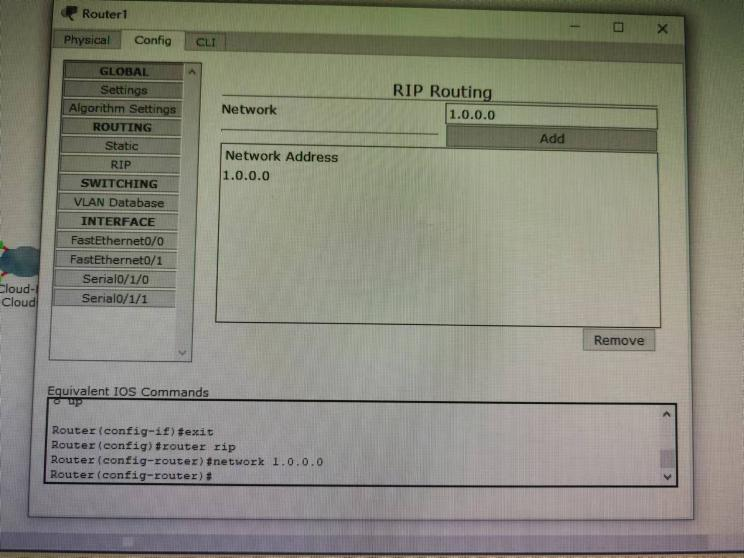 Router1
Physical Config CLI
GLOBAL
Settings
Algorithm Settings
ROUTING
Static
RIP
SWITCHING
VLAN Database
INTERFACE
FastEthernet0/0
FastEthernet0/1
Serial0/1/0
Serial0/1/1
RIP Routing
Network 1.0.0.0
Add
Network Address
1.0.0.0
Remove
Equivalent IOS Commands
o up
Router(config-if)#exit
Router(config)#router rip
Router(config-router)#network 1.0.0.0
Router(config-router)#
Cloud-
Cloud